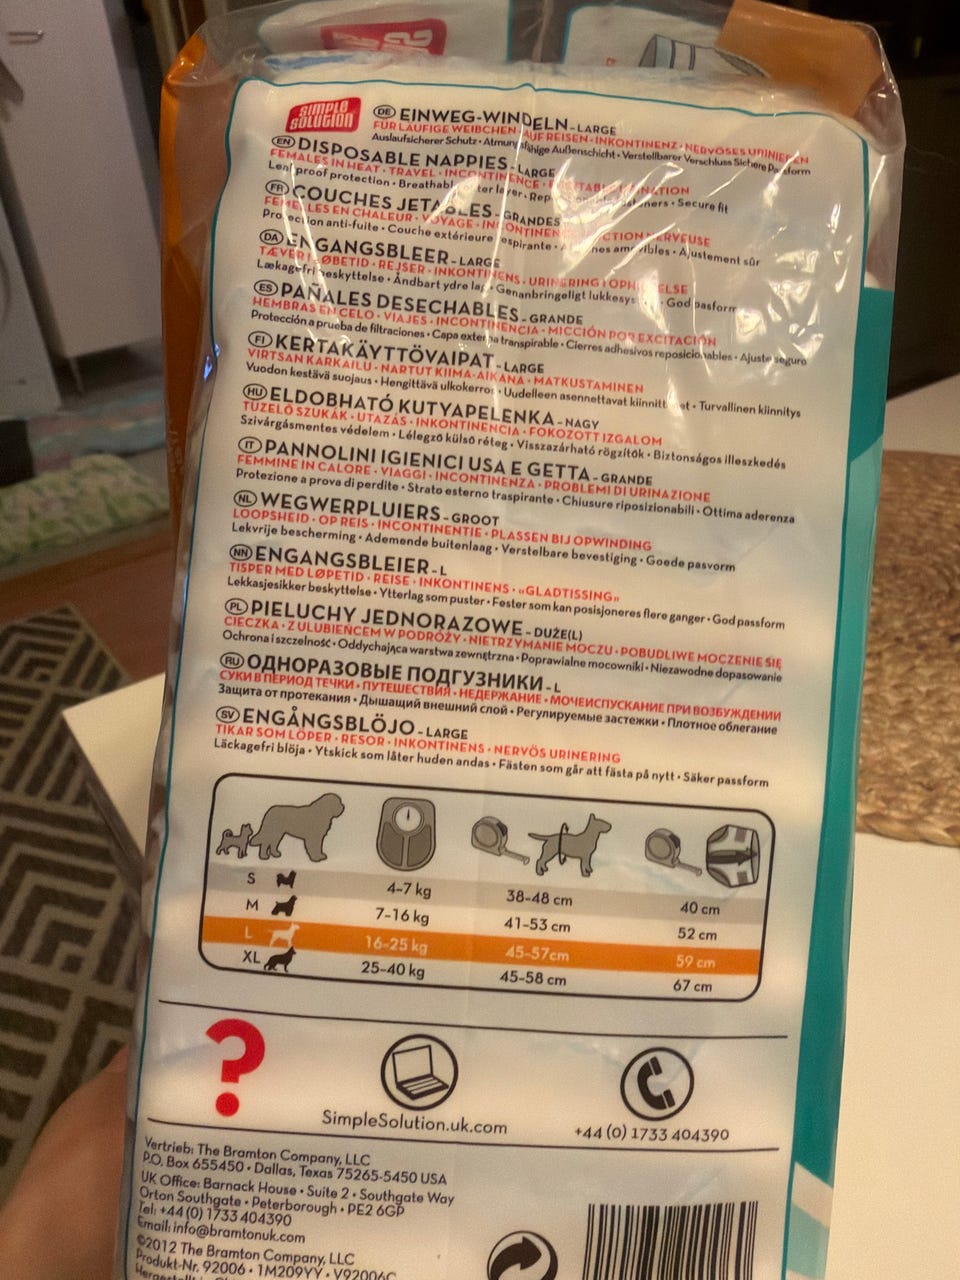 SIMPLE SOLUTION
DE EINWEG-WINDELN - LARGE
FÜR LÄUFIGE WEIBCHEN · AUF REISEN · INKONTINENZ · NERVÖSES URINIEREN
Auslaufsicherer Schutz · Atmungsfähige Außenschicht · Verstellbarer Verschluss Sichere Passform
EN DISPOSABLE NAPPIES - LARGE
FEMALES IN HEAT · TRAVEL · INCONTINENCE ·
Leakproof protection · Breathable outer layer · · Secure fit
FR COUCHES JETABLES - GRANDES
FEMELLES EN CHALEUR · VOYAGE · INCONTINENCE · NERVEUSE
Protection anti-fuite · Couche extérieure respirante · · Ajustement sûr
DA ENGANGSBLEER - LARGE
TÆVER I LØBETID · REJSER · INKONTINENS · URINERING I OPHIDSELSE
Lækagefri beskyttelse · Åndbart ydre lag · Genanbringeligt · God pasform
ES PAÑALES DESECHABLES - GRANDE
HEMBRAS EN CELO · VIAJES · INCONTINENCIA · MICCIÓN POR EXCITACIÓN
Protección a prueba de filtraciones · Capa externa transpirable · Cierres adhesivos reposicionables · Ajuste seguro
FI KERTAKÄYTTÖVAIPAT - LARGE
VIRTSAN KARKAILU · NARTUT KIIMA-AIKANA · MATKUSTAMINEN
Vuodon kestävä suojaus · Hengittävä ulkokerros · Uudelleen asennettavat kiinnittimet · Turvallinen kiinnitys
HU ELDOBHATÓ KUTYAPELENKA - NAGY
TÜZELŐ SZUKÁK · UTAZÁS · INKONTINENCIA · FOKOZOTT IZGALOM
Szivárgásmentes védelem · Lélegző külső réteg · Visszazárható rögzítők · Biztonságos illeszkedés
IT PANNOLINI IGIENICI USA E GETTA - GRANDE
FEMMINE IN CALORE · VIAGGI · INCONTINENZA · PROBLEMI DI URINAZIONE
Protezione a prova di perdite · Strato esterno traspirante · Chiusure riposizionabili · Ottima aderenza
NL WEGWERPLUIERS - GROOT
LOOPSHEID · OP REIS · INCONTINENTIE · PLASSEN BIJ OPWINDING
Lekvrije bescherming · Ademende buitenlaag · Verstelbare bevestiging · Goede pasvorm
NN ENGANGSBLEIER - L
TISPER MED LØPETID · REISE · INKONTINENS · «GLADTISSING»
Lekkasjesikker beskyttelse · Ytterlag som puster · Fester som kan posisjoneres flere ganger · God passform
PL PIELUCHY JEDNORAZOWE - DUŻE(L)
CIECZKA · Z ULUBIEŃCEM W PODRÓŻY · NIETRZYMANIE MOCZU · POBUDLIWE MOCZENIE SIĘ
Ochrona i szczelność · Oddychająca warstwa zewnętrzna · Poprawialne mocowniki · Niezawodne dopasowanie
RU ОДНОРАЗОВЫЕ ПОДГУЗНИКИ - L
СУКИ В ПЕРИОД ТЕЧКИ · ПУТЕШЕСТВИЯ · НЕДЕРЖАНИЕ · МОЧЕИСПУСКАНИЕ ПРИ ВОЗБУЖДЕНИИ
Защита от протекания · Дышащий внешний слой · Регулируемые застежки · Плотное облегание
SV ENGÅNGSBLÖJO - LARGE
TIKAR SOM LÖPER · RESOR · INKONTINENS · NERVÖS URINERING
Läckagefri blöja · Ytskick som låter huden andas · Fästen som går att fästa på nytt · Säker passform
S 4-7 kg 38-48 cm 40 cm
M 7-16 kg 41-53 cm 52 cm
L 16-25 kg 45-57cm 59 cm
XL 25-40 kg 45-58 cm 67 cm
?
SimpleSolution.uk.com
+44 (0) 1733 404390
Vertrieb: The Bramton Company, LLC
P.O. Box 655450 · Dallas, Texas 75265-5450 USA
UK Office: Barnack House · Suite 2 · Southgate Way
Orton Southgate · Peterborough · PE2 6GP
Tel: +44 (0) 1733 404390
Email: info@bramtonuk.com
©2012 The Bramton Company, LLC
Produkt-Nr. 92006 · 1M209YY · V92006C